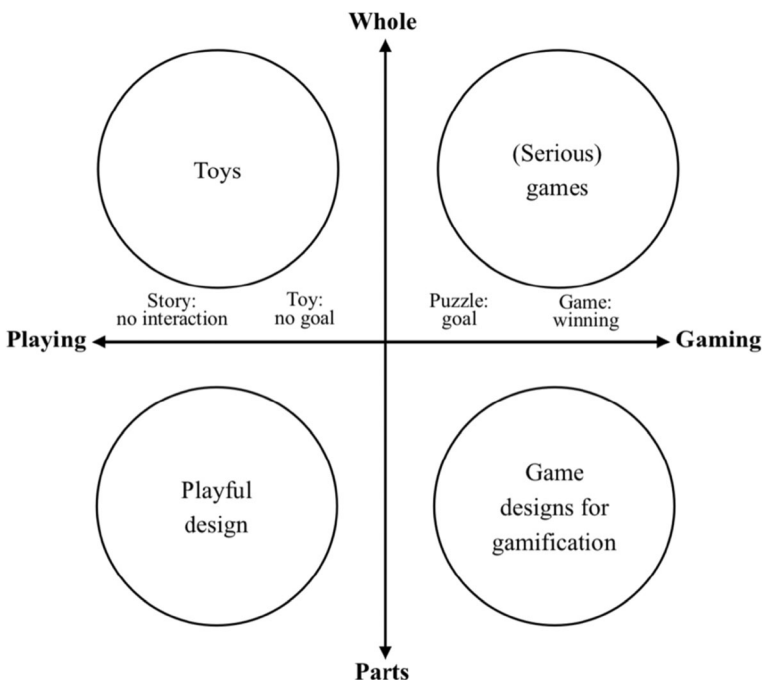 Whole
Toys
(Serious)
games
Story:
no interaction
Toy:
no goal
Puzzle:
goal
Game:
winning
Playing
Gaming
Playful
design
Game
designs for
gamification
Parts